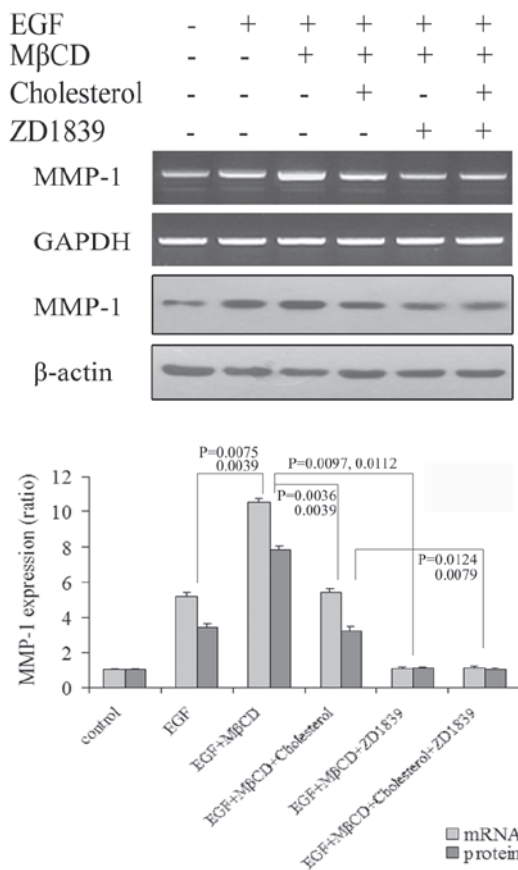 EGF - + + + + +
MβCD - - + + + +
Cholesterol - - - + - +
ZD1839 - - - - + +
MMP-1
GAPDH
MMP-1
β-actin
P=0.0075
0.0039
P=0.0097, 0.0112
P=0.0036
0.0039
P=0.0124
0.0079
MMP-1 expression (ratio)
12
10
8
6
4
2
0
control
EGF
EGF+MβCD
EGF+MβCD+Cholesterol
EGF+MβCD+ZD1839
EGF+MβCD+Cholesterol+ZD1839
mRNA
protein